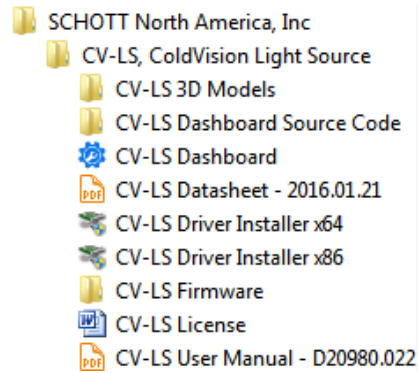 SCHOTT North America, Inc
CV-LS, ColdVision Light Source
CV-LS 3D Models
CV-LS Dashboard Source Code
CV-LS Dashboard
PDF CV-LS Datasheet - 2016.01.21
CV-LS Driver Installer x64
CV-LS Driver Installer x86
CV-LS Firmware
W CV-LS License
PDF CV-LS User Manual - D20980.022